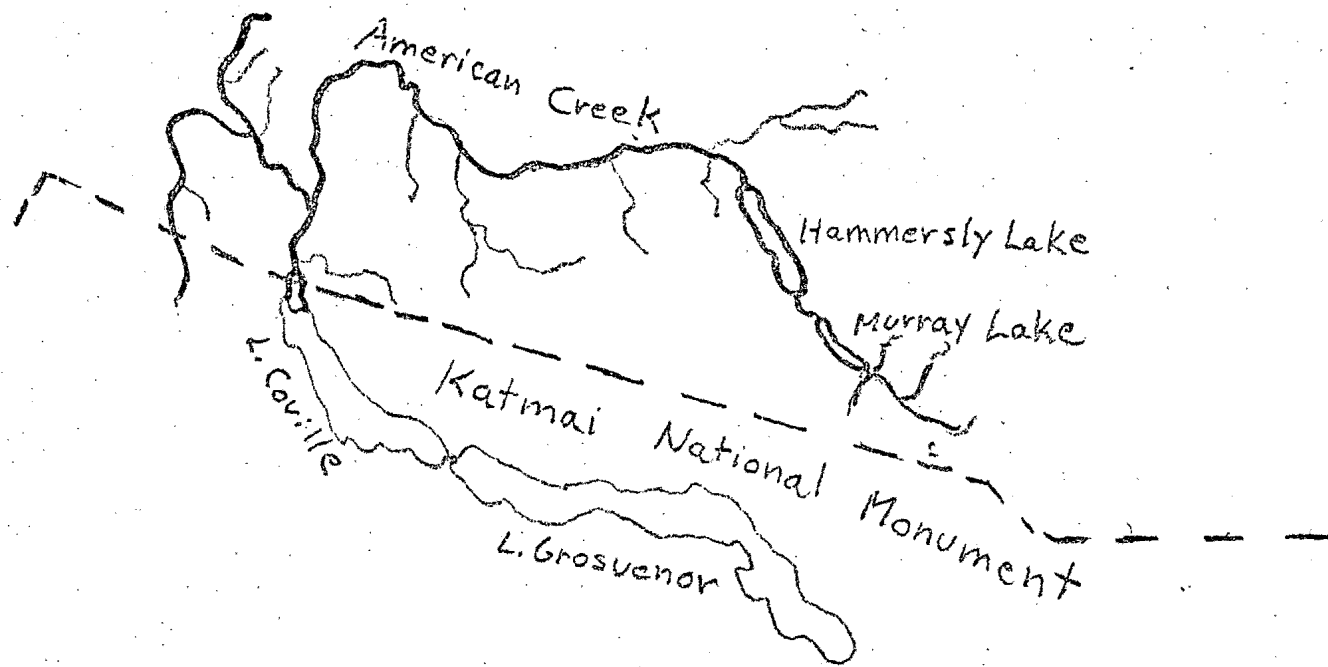 American Creek
Hammersly Lake
Murray Lake
L. Coville
Katmai National Monument
L. Grosvenor